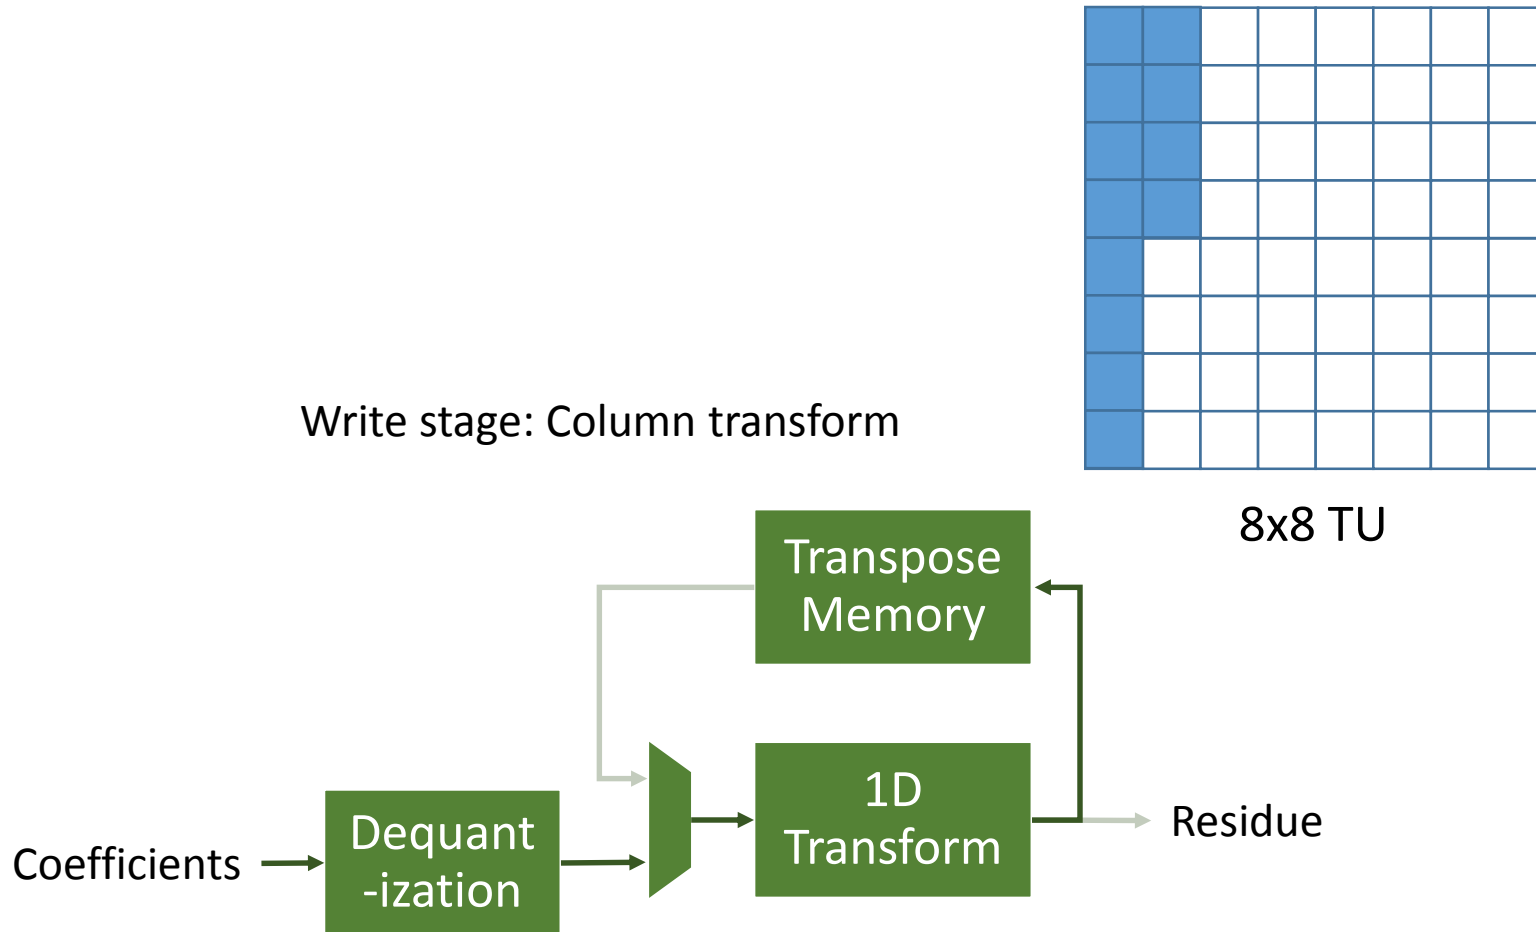 Write stage: Column transform
8x8 TU
Transpose
Memory
1D
Transform
Residue
Dequant
-ization
Coefficients